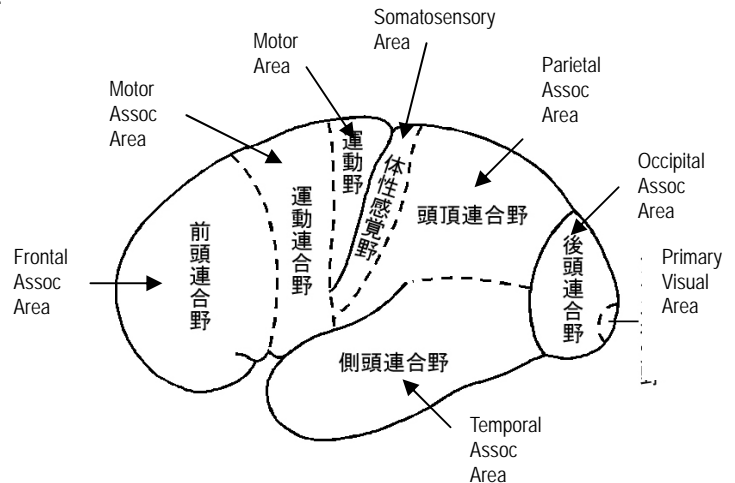 Somatosensory
Area
Motor
Area
Parietal
Assoc
Area
Motor
Assoc
Area
Occipital
Assoc
Area
Primary
Visual
Area
Frontal
Assoc
Area
Temporal
Assoc
Area
前頭連合野
運動連合野
運動野
体性感覚野
頭頂連合野
後頭連合野
側頭連合野